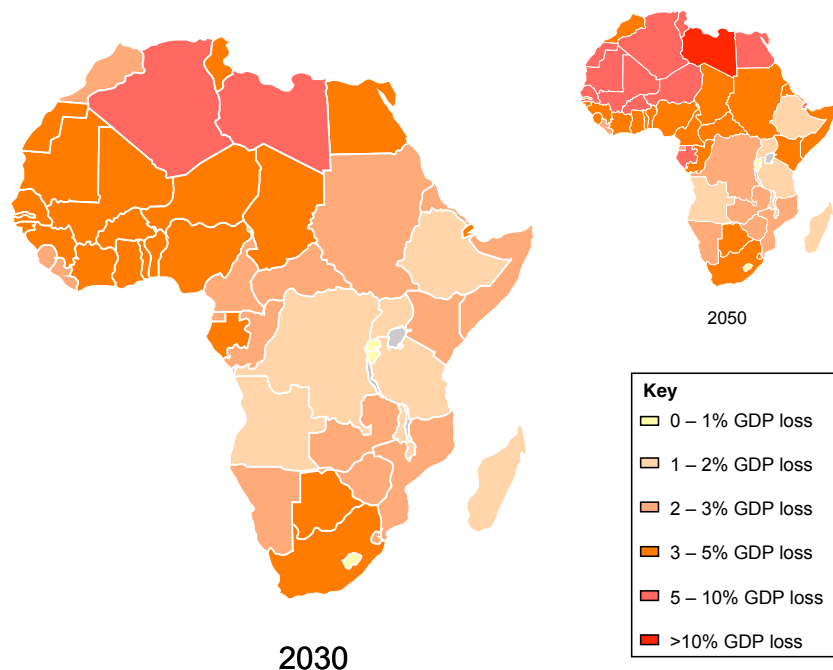 2050
Key
0 – 1% GDP loss
1 – 2% GDP loss
2 – 3% GDP loss
3 – 5% GDP loss
5 – 10% GDP loss
>10% GDP loss
2030